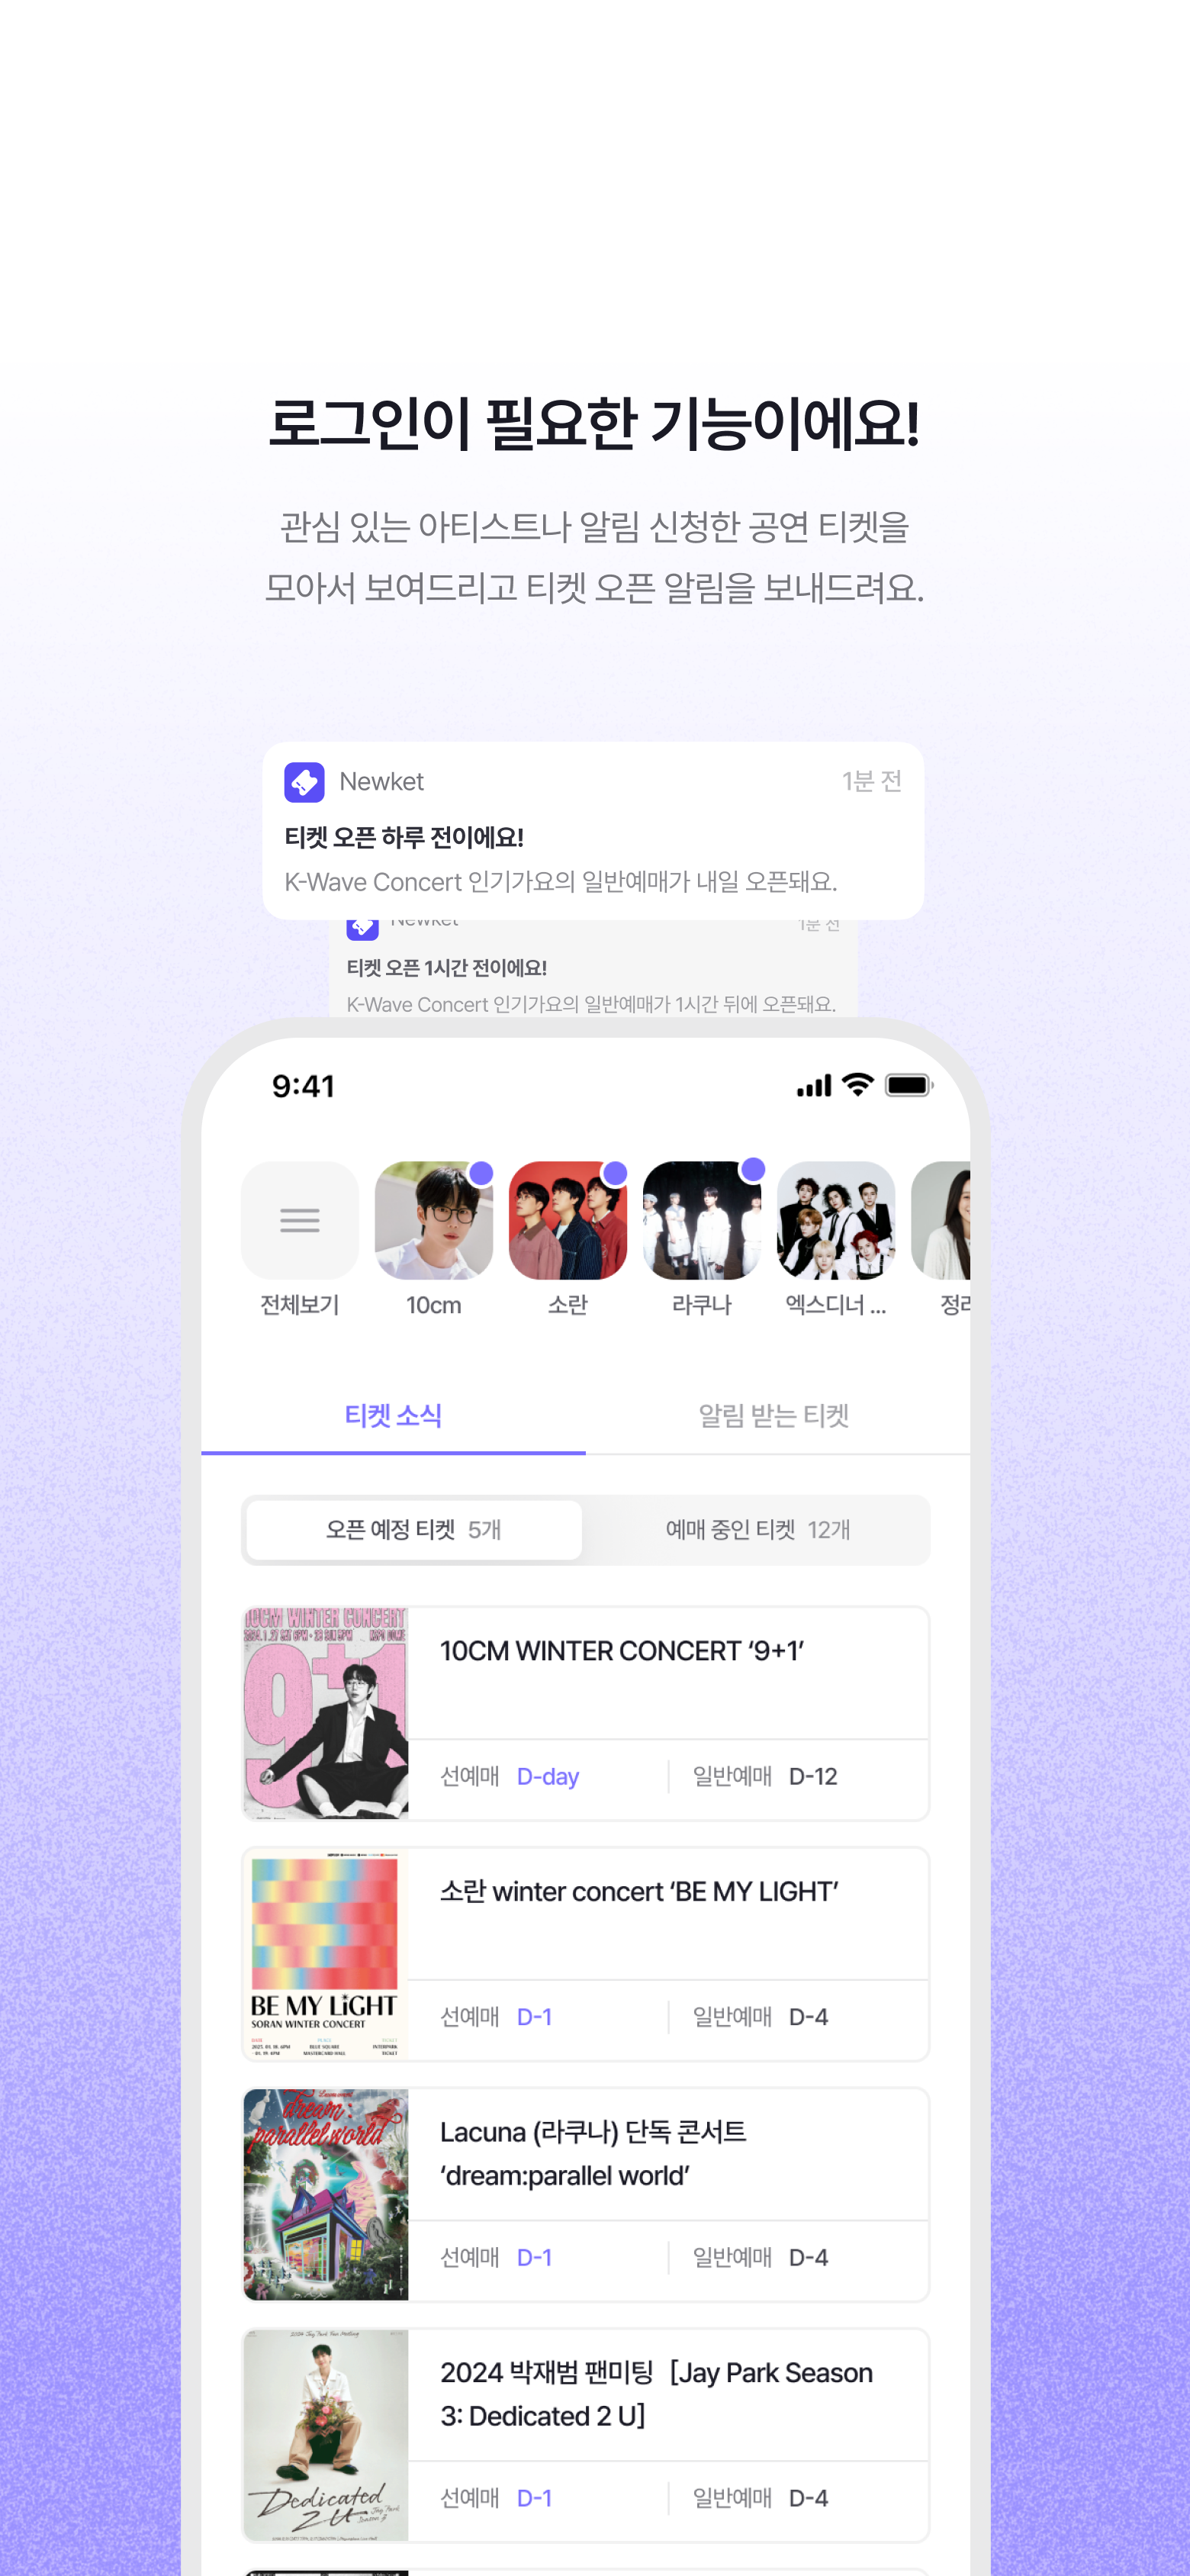 로그인이 필요한 기능이에요!
관심 있는 아티스트나 알림 신청한 공연 티켓을
모아서 보여드리고 티켓 오픈 알림을 보내드려요.
Newket 1분 전
티켓 오픈 하루 전이에요!
K-Wave Concert 인기가요의 일반예매가 내일 오픈돼요.
Newket 1분 전
티켓 오픈 1시간 전이에요!
K-Wave Concert 인기가요의 일반예매가 1시간 뒤에 오픈돼요.
9:41
전체보기 10cm 소란 라쿠나 엑스디너 ...
티켓 소식 알림 받는 티켓
오픈 예정 티켓 5개 예매 중인 티켓 12개
10CM WINTER CONCERT
9+1
10CM WINTER CONCERT ‘9+1’
선예매 D-day 일반예매 D-12
BE MY LiGHT
SORAN WINTER CONCERT
소란 winter concert ‘BE MY LIGHT’
선예매 D-1 일반예매 D-4
dream:
parallel world
Lacuna (라쿠나) 단독 콘서트
‘dream:parallel world’
선예매 D-1 일반예매 D-4
2024 Jay Park Fan Meeting
Dedicated
2 U
Jay Park
Season 3
2024 박재범 팬미팅 [Jay Park Season
3: Dedicated 2 U]
선예매 D-1 일반예매 D-4